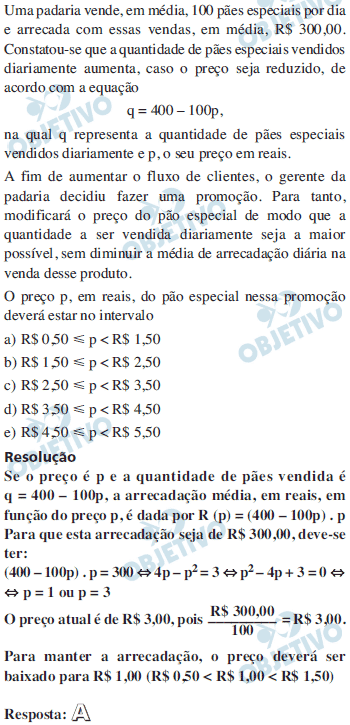 Uma padaria vende, em média, 100 pães especiais por dia
e arrecada com essas vendas, em média, R$ 300,00.
Constatou-se que a quantidade de pães especiais vendidos
diariamente aumenta, caso o preço seja reduzido, de
acordo com a equação
q = 400 – 100p,
na qual q representa a quantidade de pães especiais
vendidos diariamente e p, o seu preço em reais.
A fim de aumentar o fluxo de clientes, o gerente da
padaria decidiu fazer uma promoção. Para tanto,
modificará o preço do pão especial de modo que a
quantidade a ser vendida diariamente seja a maior
possível, sem diminuir a média de arrecadação diária na
venda desse produto.
O preço p, em reais, do pão especial nessa promoção
deverá estar no intervalo
a) R$ 0,50 ≤ p < R$ 1,50
b) R$ 1,50 ≤ p < R$ 2,50
c) R$ 2,50 ≤ p < R$ 3,50
d) R$ 3,50 ≤ p < R$ 4,50
e) R$ 4,50 ≤ p < R$ 5,50
Resolução
Se o preço é p e a quantidade de pães vendida é
q = 400 – 100p, a arrecadação média, em reais, em
função do preço p, é dada por R (p) = (400 – 100p) . p
Para que esta arrecadação seja de R$ 300,00, deve-se
ter:
(400 – 100p) . p = 300 ⇔ 4p – p² = 3 ⇔ p² – 4p + 3 = 0 ⇔
⇔ p = 1 ou p = 3
O preço atual é de R$ 3,00, pois R$ 300,00 / 100 = R$ 3,00.
Para manter a arrecadação, o preço deverá ser
baixado para R$ 1,00 (R$ 0,50 < R$ 1,00 < R$ 1,50)
Resposta: A
OBJETIVO
OBJETIVO
OBJETIVO
OBJETIVO
OBJETIVO
OBJETIVO